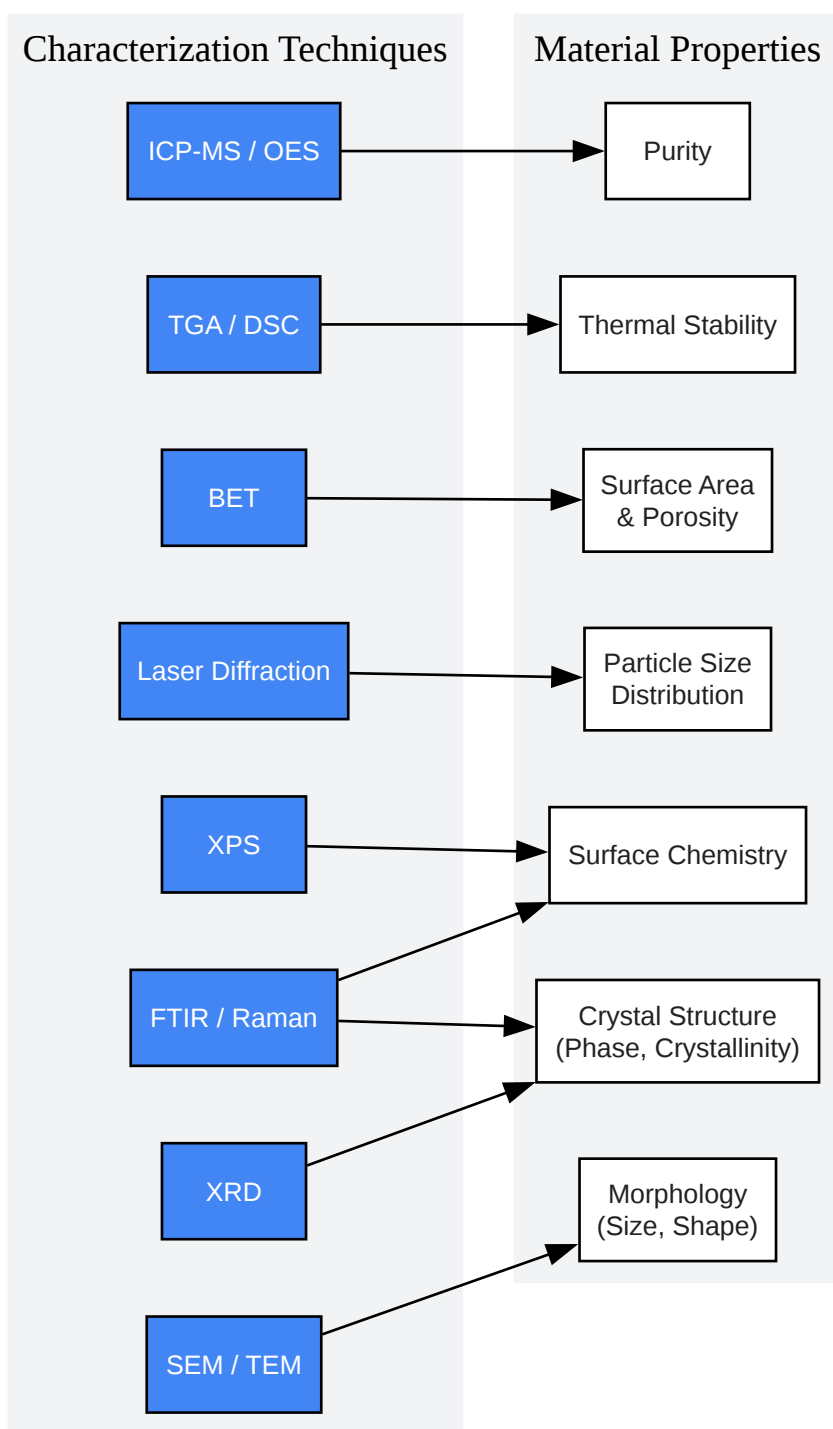 Characterization Techniques
Material Properties
ICP-MS / OES
Purity
TGA / DSC
Thermal Stability
BET
Surface Area
& Porosity
Laser Diffraction
Particle Size
Distribution
XPS
Surface Chemistry
FTIR / Raman
Crystal Structure
(Phase, Crystallinity)
XRD
Morphology
(Size, Shape)
SEM / TEM